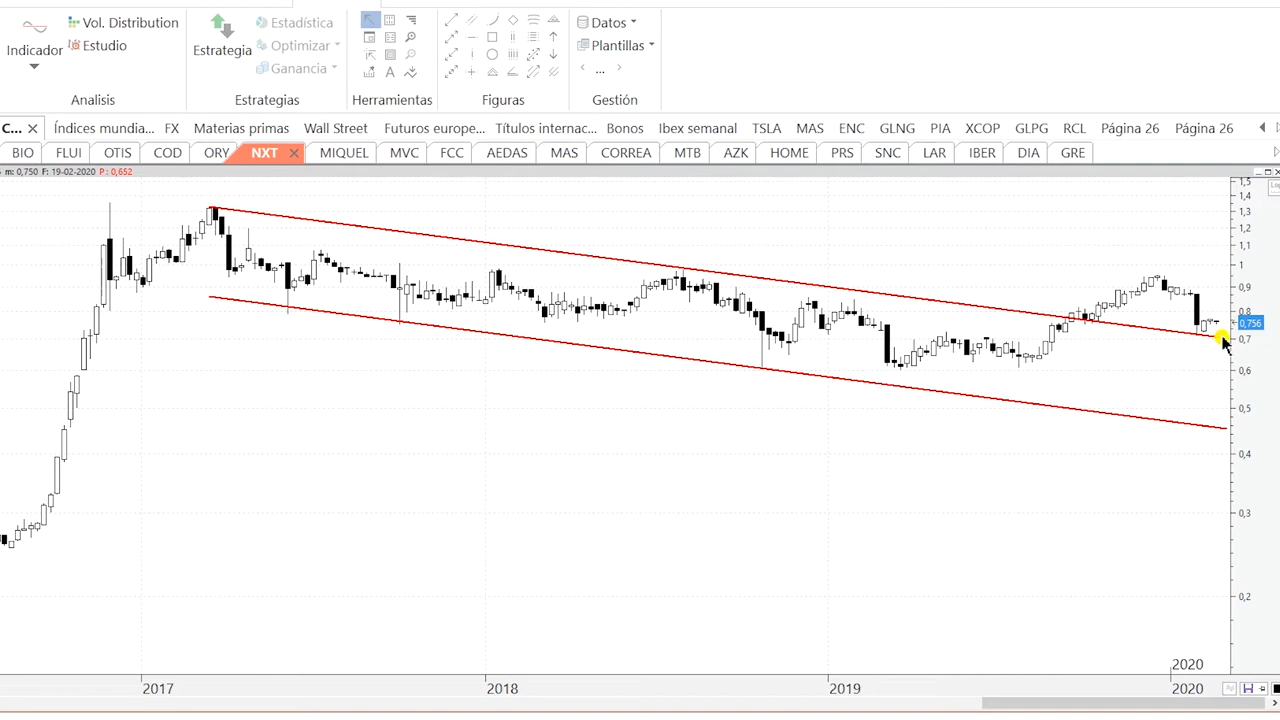 Indicador
Vol. Distribution
Estudio
Analisis
Estrategia
Estadística
Optimizar
Ganancia
Estrategias
Herramientas
A
Figuras
Datos
Plantillas
...
Gestión
C... Índices mundia... FX Materias primas Wall Street Futuros europe... Títulos internac... Bonos Ibex semanal TSLA MAS ENC GLNG PIA XCOP GLPG RCL Página 26 Página 26
BIO FLUI OTIS COD ORY NXT MIQUEL MVC FCC AEDAS MAS CORREA MTB AZK HOME PRS SNC LAR IBER DIA GRE
m: 0,750 F: 19-02-2020 P: 0,652
1,5
1,4
1,3
1,2
1,1
1
0,9
0,8
0,756
0,7
0,6
0,5
0,4
0,3
0,2
2020
2017 2018 2019 2020